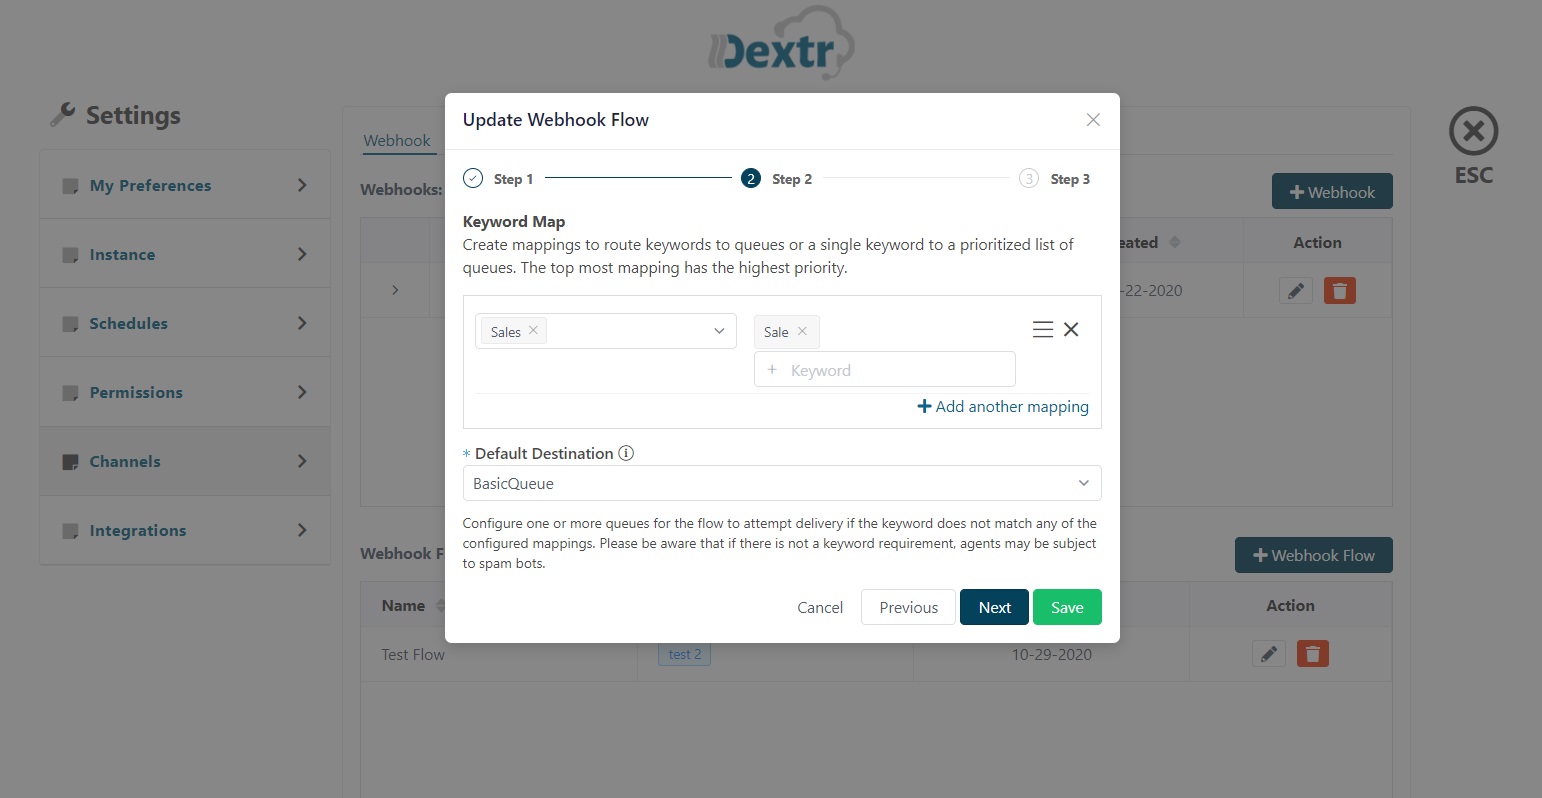 Dextr
Settings
My Preferences
Instance
Schedules
Permissions
Channels
Integrations
Webhook
Webhooks:
+ Webhook
eated
Action
-22-2020
Webhook F
+ Webhook Flow
Name
Action
Test Flow
test 2
10-29-2020
ESC
Update Webhook Flow
Step 1
2 Step 2
3 Step 3
Keyword Map
Create mappings to route keywords to queues or a single keyword to a prioritized list of
queues. The top most mapping has the highest priority.
Sales
Sale
+ Keyword
+ Add another mapping
* Default Destination
BasicQueue
Configure one or more queues for the flow to attempt delivery if the keyword does not match any of the
configured mappings. Please be aware that if there is not a keyword requirement, agents may be subject
to spam bots.
Cancel
Previous
Next
Save